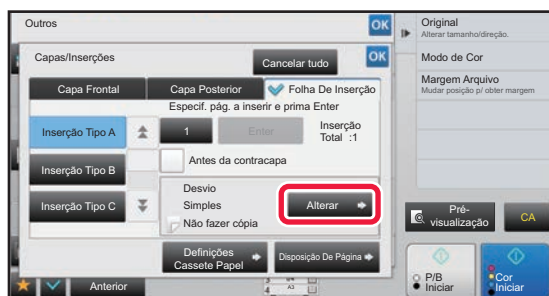 Outros
OK
Capas/Inserções
Cancelar tudo
OK
Capa Frontal
Capa Posterior
Folha De Inserção
Especif. pág. a inserir e prima Enter
Inserção Tipo A
1
Enter
Inserção
Total :1
Antes da contracapa
Inserção Tipo B
Inserção Tipo C
Desvio
Simples
Não fazer cópia
Alterar
Definições
Cassete Papel
Disposição De Página
Anterior
A3
Original
Alterar tamanho/direção.
Modo de Cor
Margem Arquivo
Mudar posição p/ obter margem
Pré-
visualização
CA
P/B
Iniciar
Cor
Iniciar